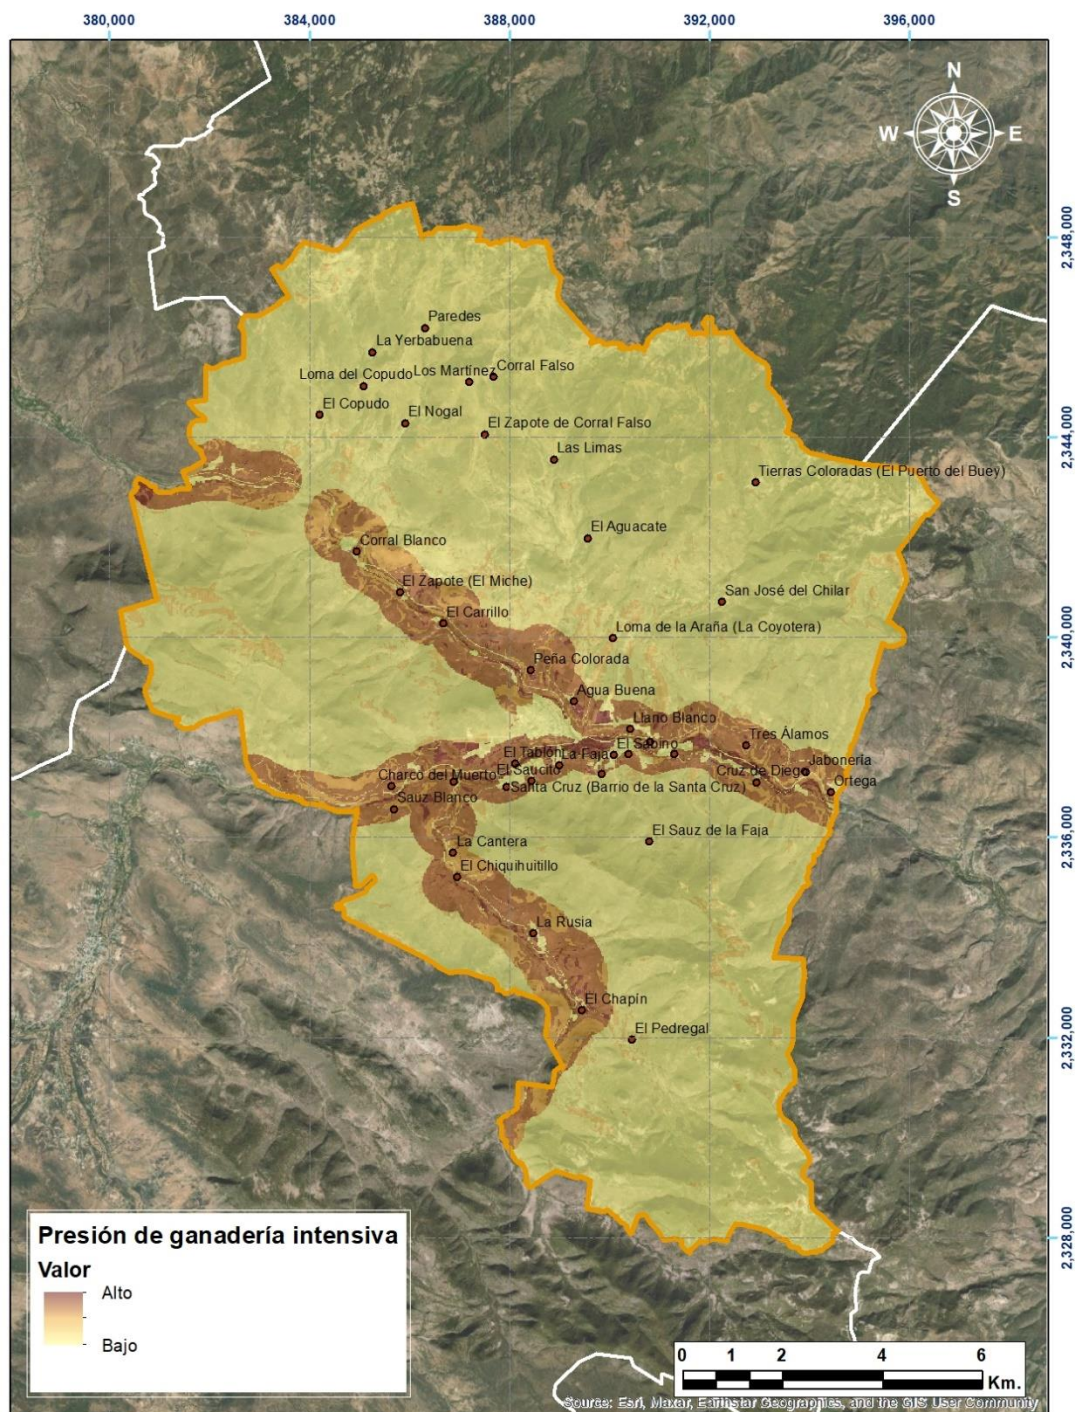 380,000 384,000 388,000 392,000 396,000
N
W E
S
2,348,000
Paredes
La Yerbabuena
Loma del Copudo
Los Martínez
Corral Falso
El Copudo
El Nogal
El Zapote de Corral Falso
2,344,000
Las Limas
Tierras Coloradas (El Puerto del Buey)
El Aguacate
Corral Blanco
El Zapote (El Miche)
San José del Chilar
El Carrillo
Loma de la Araña (La Coyotera)
2,340,000
Peña Colorada
Agua Buena
Llano Blanco
Tres Álamos
El Tablón
La Faja
El Sabino
Charco del Muerto
El Saucito
Cruz de Diego
Jabonería
Santa Cruz (Barrio de la Santa Cruz)
Ortega
Sauz Blanco
2,336,000
El Sauz de la Faja
La Cantera
El Chiquihuitillo
La Rusia
El Chapín
El Pedregal
2,332,000
2,328,000
Presión de ganadería intensiva
Valor
Alto
Bajo
0 1 2 4 6
Km.
Source: Esri, Maxar, Earthstar Geographics, and the GIS User Community